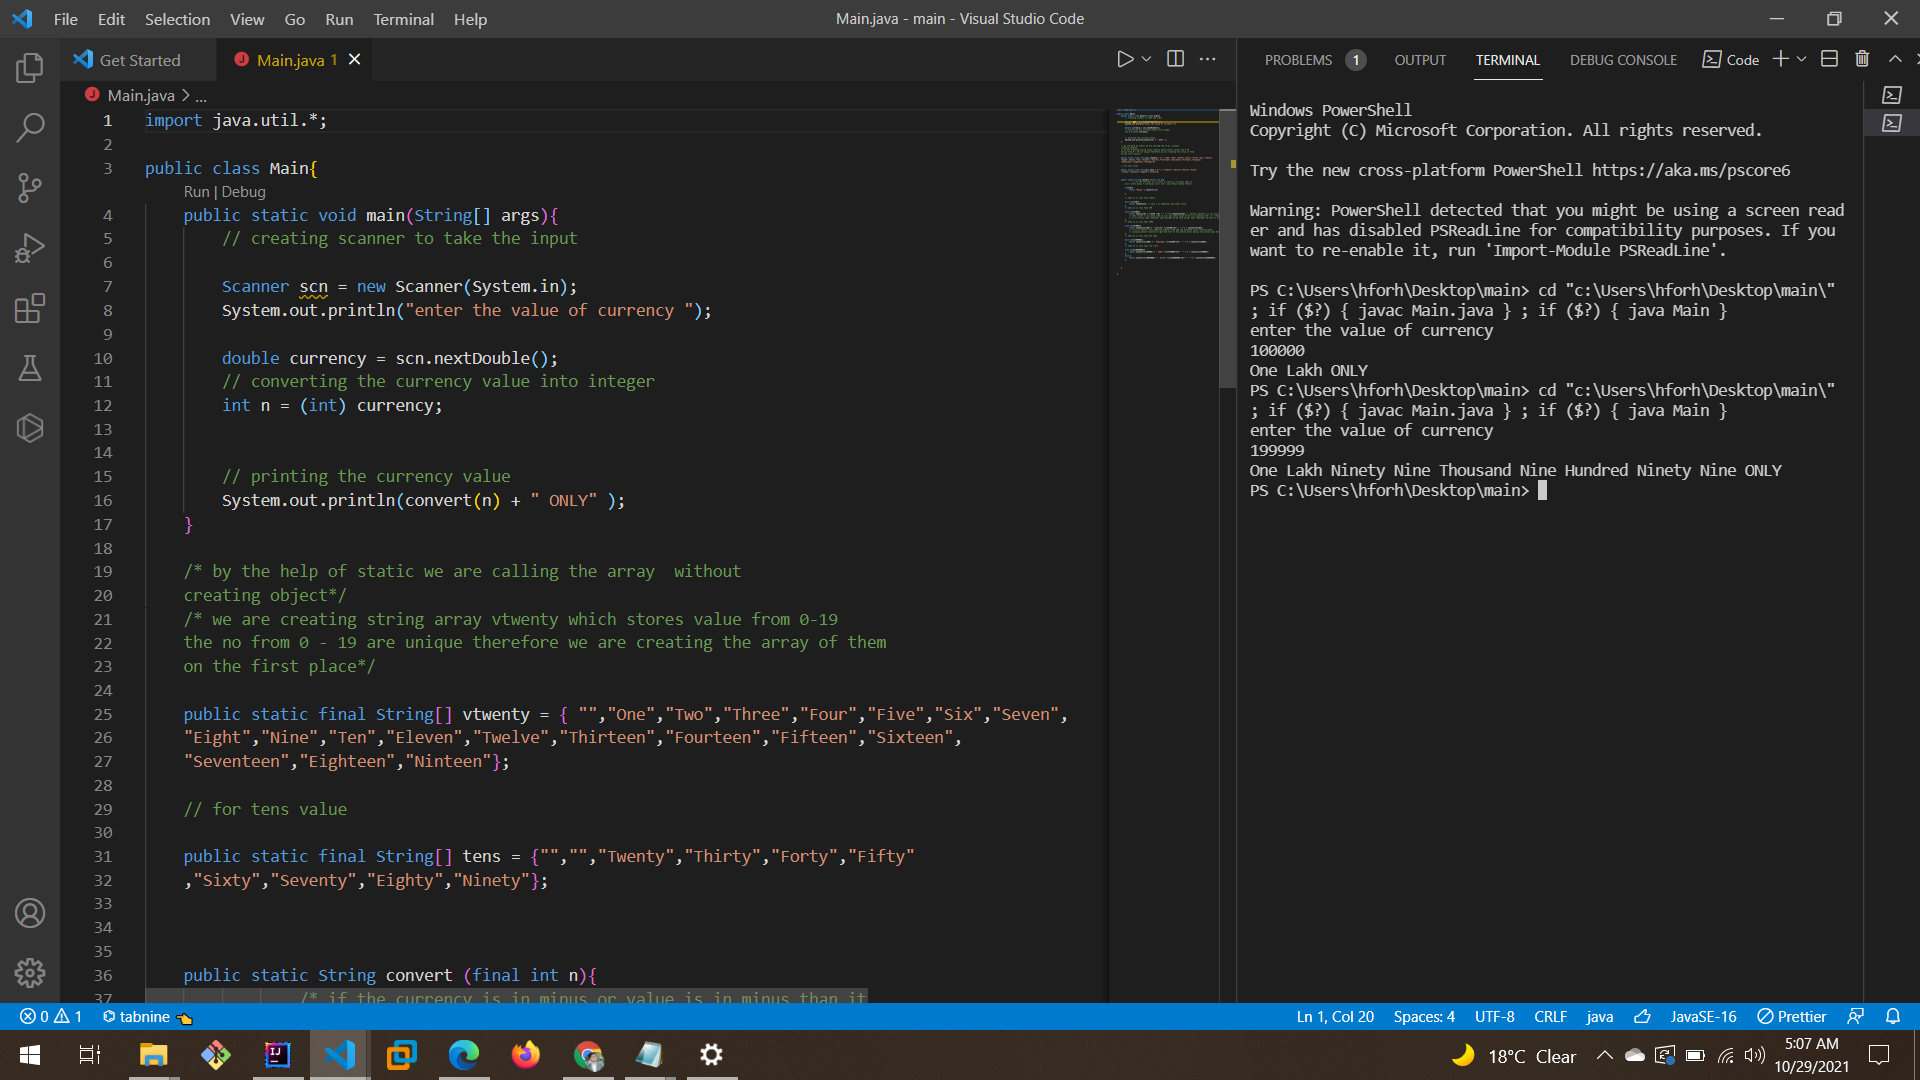 File Edit Selection View Go Run Terminal Help
Main.java - main - Visual Studio Code
Get Started
Main.java 1
Main.java > ...
1 import java.util.*;
2
3 public class Main{
Run | Debug
4 public static void main(String[] args){
5 // creating scanner to take the input
6
7 Scanner scn = new Scanner(System.in);
8 System.out.println("enter the value of currency ");
9
10 double currency = scn.nextDouble();
11 // converting the currency value into integer
12 int n = (int) currency;
13
14
15 // printing the currency value
16 System.out.println(convert(n) + " ONLY" );
17 }
18
19 /* by the help of static we are calling the array  without
20 creating object*/
21 /* we are creating string array vtwenty which stores value from 0-19
22 the no from 0 - 19 are unique therefore we are creating the array of them
23 on the first place*/
24
25 public static final String[] vtwenty = { "","One","Two","Three","Four","Five","Six","Seven",
26 "Eight","Nine","Ten","Eleven","Twelve","Thirteen","Fourteen","Fifteen","Sixteen",
27 "Seventeen","Eighteen","Ninteen"};
28
29 // for tens value
30
31 public static final String[] tens = {"","","Twenty","Thirty","Forty","Fifty"
32 ,"Sixty","Seventy","Eighty","Ninety"};
33
34
35
36 public static String convert (final int n){
37 /* if the currency is in minus or value is in minus than it
PROBLEMS 1 OUTPUT TERMINAL DEBUG CONSOLE Code
Windows PowerShell
Copyright (C) Microsoft Corporation. All rights reserved.
Try the new cross-platform PowerShell https://aka.ms/pscore6
Warning: PowerShell detected that you might be using a screen read
er and has disabled PSReadLine for compatibility purposes. If you
want to re-enable it, run 'Import-Module PSReadLine'.
PS C:\Users\hforh\Desktop\main> cd "c:\Users\hforh\Desktop\main\"
; if ($?) { javac Main.java } ; if ($?) { java Main }
enter the value of currency
100000
One Lakh ONLY
PS C:\Users\hforh\Desktop\main> cd "c:\Users\hforh\Desktop\main\"
; if ($?) { javac Main.java } ; if ($?) { java Main }
enter the value of currency
199999
One Lakh Ninety Nine Thousand Nine Hundred Ninety Nine ONLY
PS C:\Users\hforh\Desktop\main>
0 1 tabnine
Ln 1, Col 20 Spaces: 4 UTF-8 CRLF java JavaSE-16 Prettier
18°C Clear
5:07 AM
10/29/2021